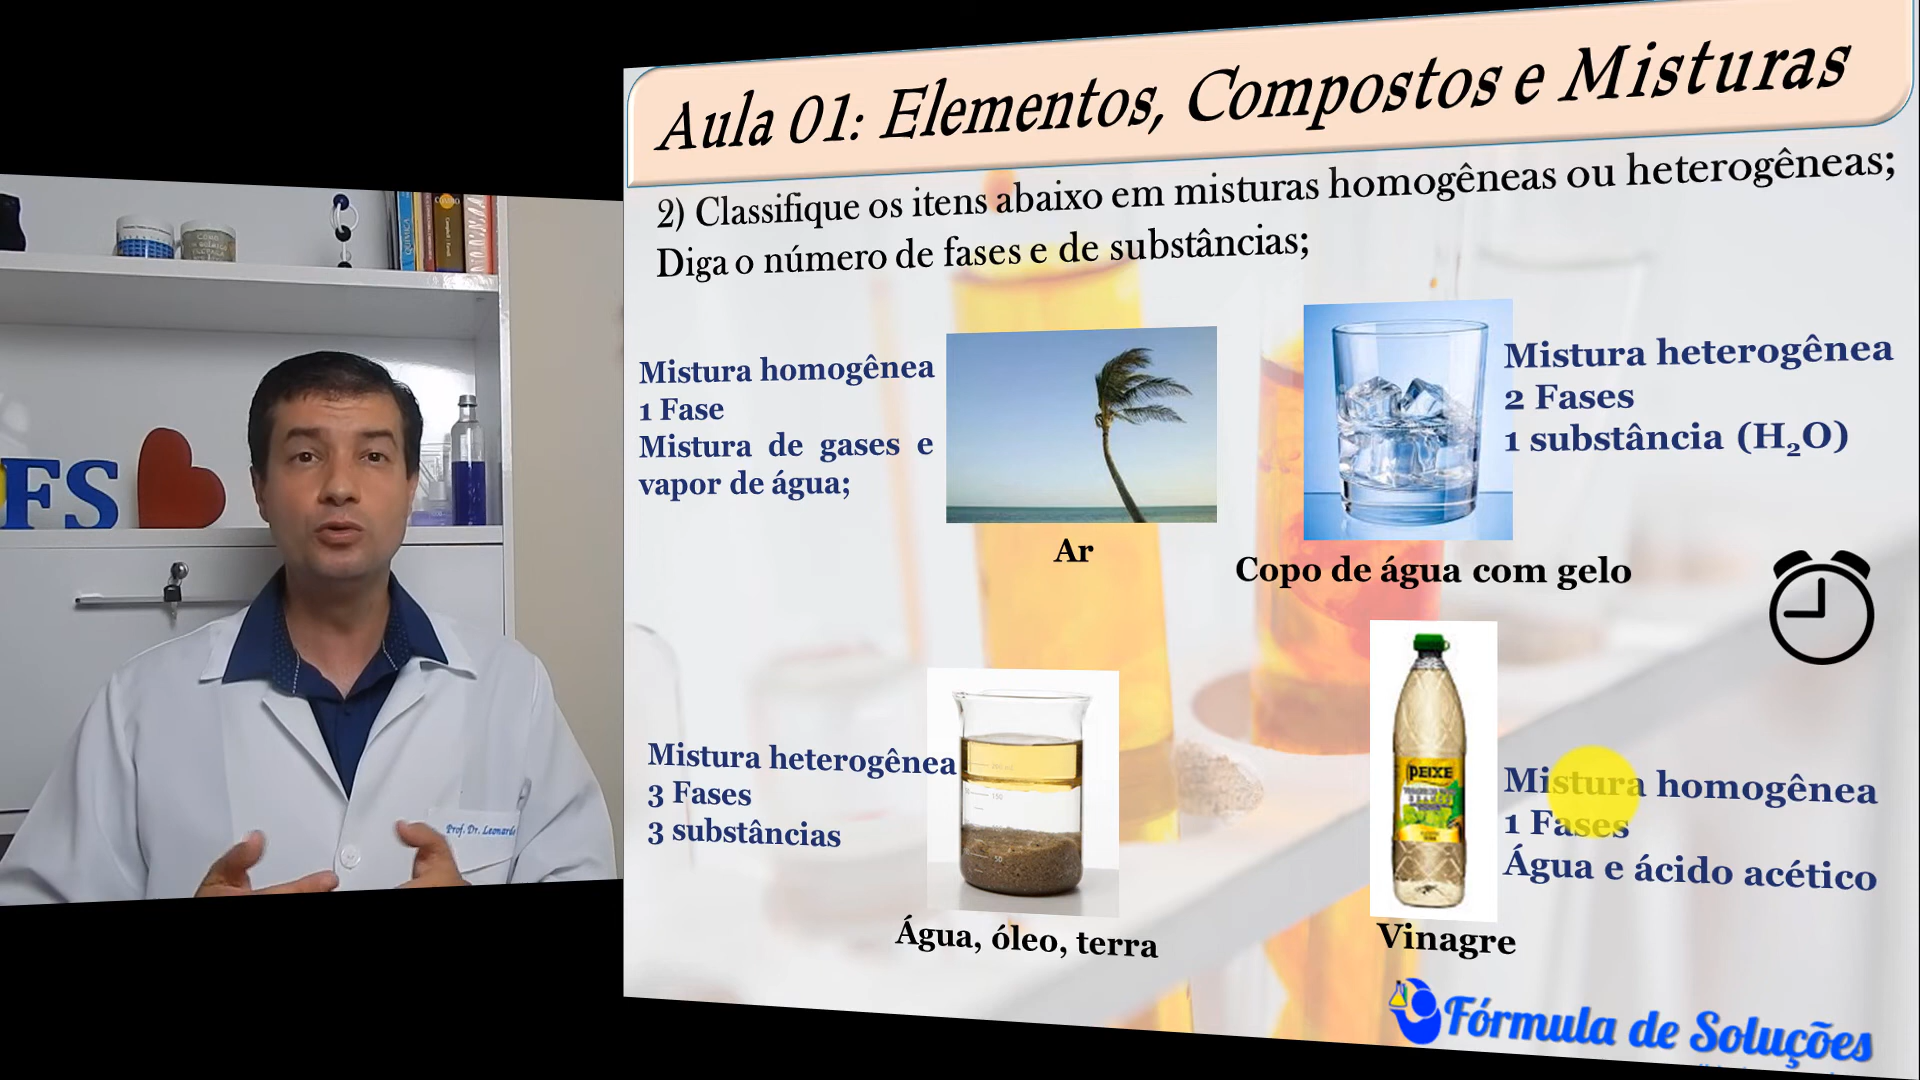 Aula 01: Elementos, Compostos e Misturas
2) Classifique os itens abaixo em misturas homogêneas ou heterogêneas;
Diga o número de fases e de substâncias;
Mistura homogênea
1 Fase
Mistura de gases e
vapor de água;
Ar
Mistura heterogênea
2 Fases
1 substância (H₂O)
Copo de água com gelo
Mistura heterogênea
3 Fases
3 substâncias
Água, óleo, terra
PEIXE
Mistura homogênea
1 Fases
Água e ácido acético
Vinagre
Fórmula de Soluções
FS
Prof. Dr. Leonardo